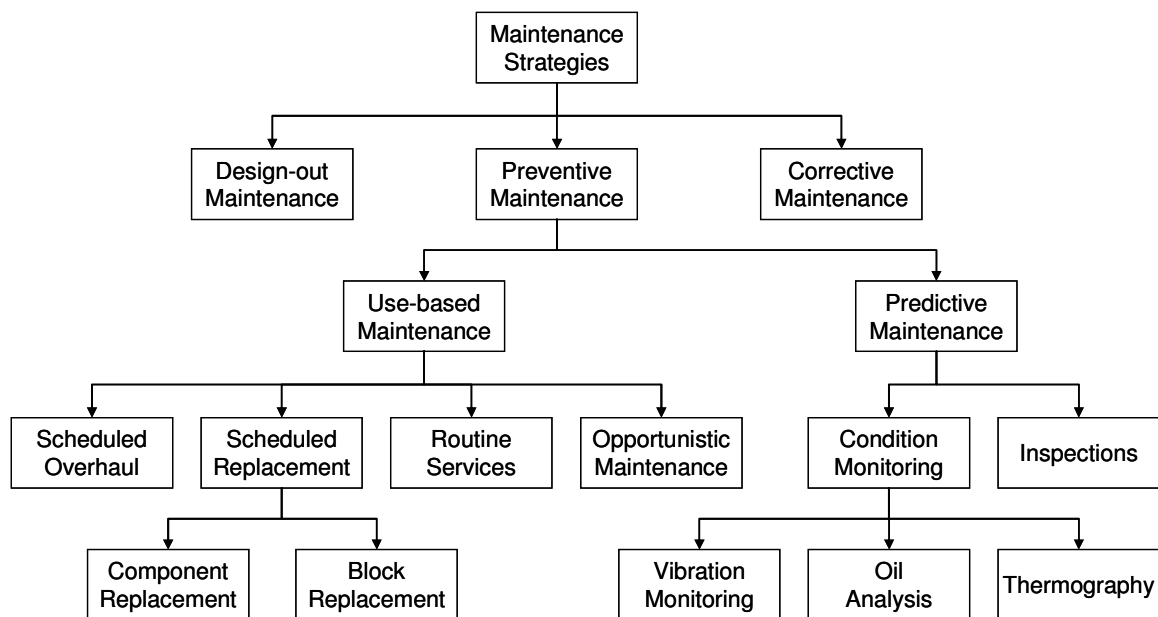 Maintenance
Strategies
Design-out
Maintenance
Preventive
Maintenance
Corrective
Maintenance
Use-based
Maintenance
Predictive
Maintenance
Scheduled
Overhaul
Scheduled
Replacement
Routine
Services
Opportunistic
Maintenance
Condition
Monitoring
Inspections
Component
Replacement
Block
Replacement
Vibration
Monitoring
Oil
Analysis
Thermography